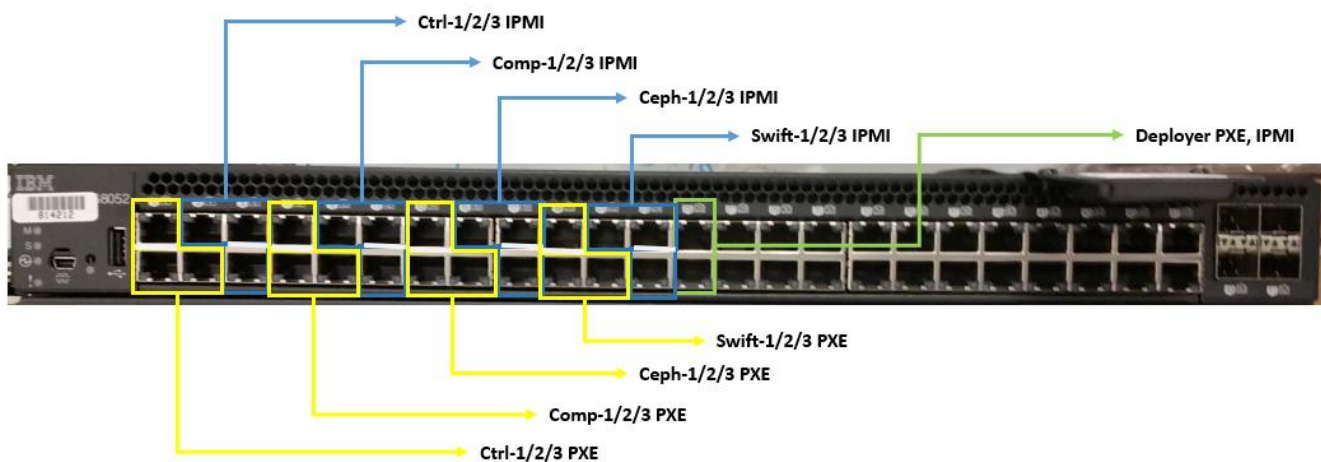 Ctrl-1/2/3 IPMI
Comp-1/2/3 IPMI
Ceph-1/2/3 IPMI
Swift-1/2/3 IPMI
Deployer PXE, IPMI
IBM
G8052
814212
M
S
Swift-1/2/3 PXE
Ceph-1/2/3 PXE
Comp-1/2/3 PXE
Ctrl-1/2/3 PXE